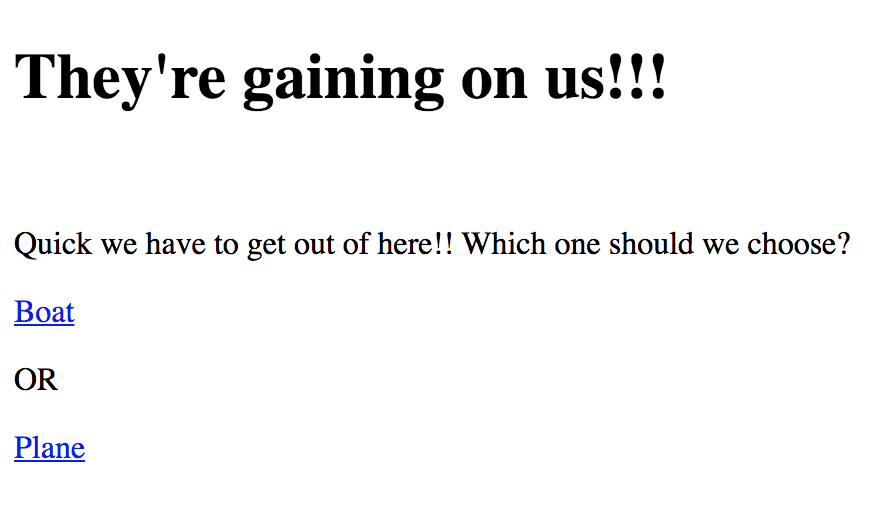 They're gaining on us!!!
Quick we have to get out of here!! Which one should we choose?
Boat
OR
Plane